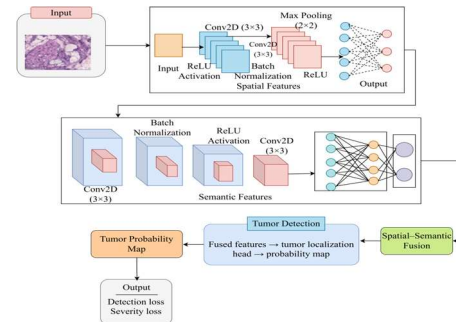 Input
Conv2D (3×3)
Max Pooling
(2×2)
Conv2D
(3×3)
Input
ReLU
Activation
Batch
Normalization
ReLU
Output
Spatial Features
Batch
Normalization
ReLU
Activation
Conv2D
(3×3)
Conv2D
(3×3)
Semantic Features
Tumor Detection
Fused features → tumor localization
head → probability map
Spatial–Semantic
Fusion
Tumor Probability
Map
Output
Detection loss
Severity loss